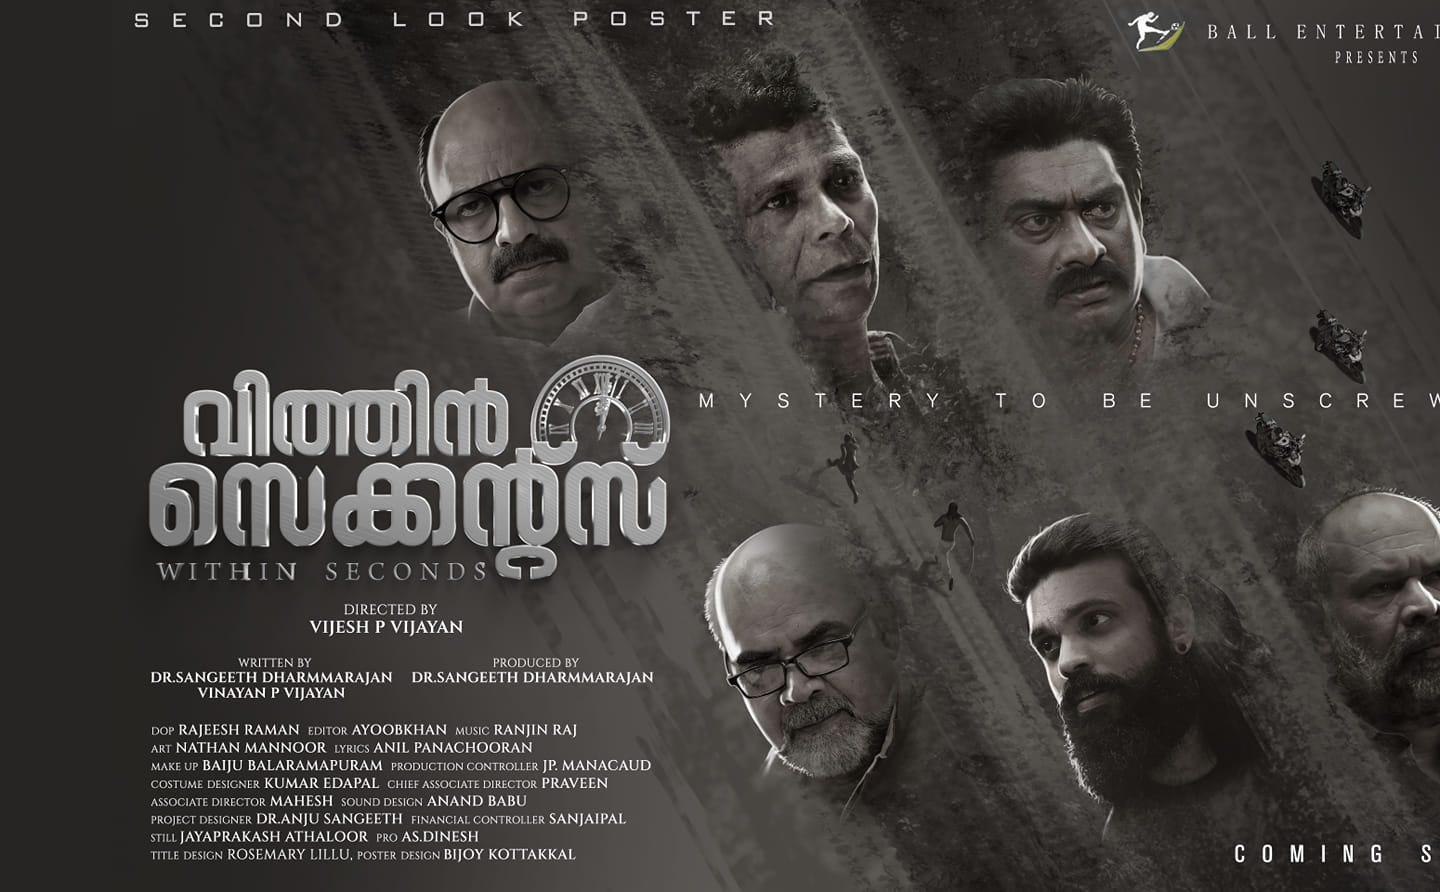 SECOND LOOK POSTER
BALL ENTERTAI
PRESENTS
വിത്തിൻ
സെക്കന്റ്സ്
WITHIN SECONDS
MYSTERY TO BE UNSCREW
DIRECTED BY
VIJESH P VIJAYAN
WRITTEN BY
DR.SANGEETH DHARMMARAJAN
VINAYAN P VIJAYAN
PRODUCED BY
DR.SANGEETH DHARMMARAJAN
DOP RAJEESH RAMAN EDITOR AYOOBKHAN MUSIC RANJIN RAJ
ART NATHAN MANNOOR LYRICS ANIL PANACHOORAN
MAKE UP BAIJU BALARAMAPURAM PRODUCTION CONTROLLER JP. MANACAUD
COSTUME DESIGNER KUMAR EDAPAL CHIEF ASSOCIATE DIRECTOR PRAVEEN
ASSOCIATE DIRECTOR MAHESH SOUND DESIGN ANAND BABU
PROJECT DESIGNER DR.ANJU SANGEETH FINANCIAL CONTROLLER SANJAIPAL
STILL JAYAPRAKASH ATHALOOR PRO AS.DINESH
TITLE DESIGN ROSEMARY LILLU, POSTER DESIGN BIJOY KOTTAKKAL
COMING S